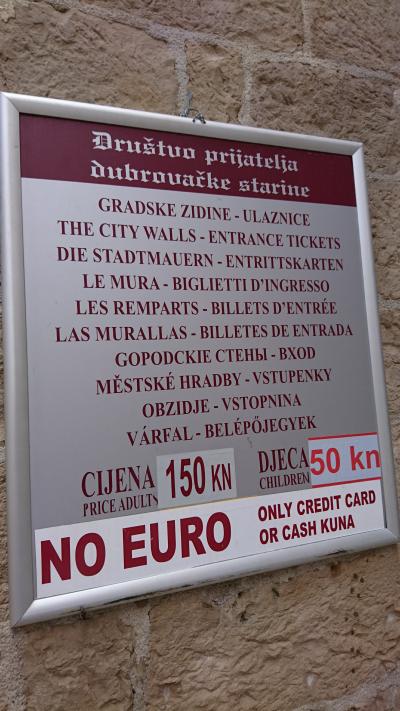 Društvo prijatelja
dubrovačke starine
GRADSKE ZIDINE - ULAZNICE
THE CITY WALLS - ENTRANCE TICKETS
DIE STADTMAUERN - ENTRITTSKARTEN
LE MURA - BIGLIETTI D'INGRESSO
LES REMPARTS - BILLETS D'ENTRÉE
LAS MURALLAS - BILLETES DE ENTRADA
GOPODCKIE СТЕНЫ - ВХОD
MĚSTSKÉ HRADBY - VSTUPENKY
OBZIDJE - VSTOPNINA
VÁRFAL - BELÉPŐJEGYEK
CIJENA 150 KN DJECA 50 kn
PRICE ADULTS CHILDREN
NO EURO ONLY CREDIT CARD
OR CASH KUNA